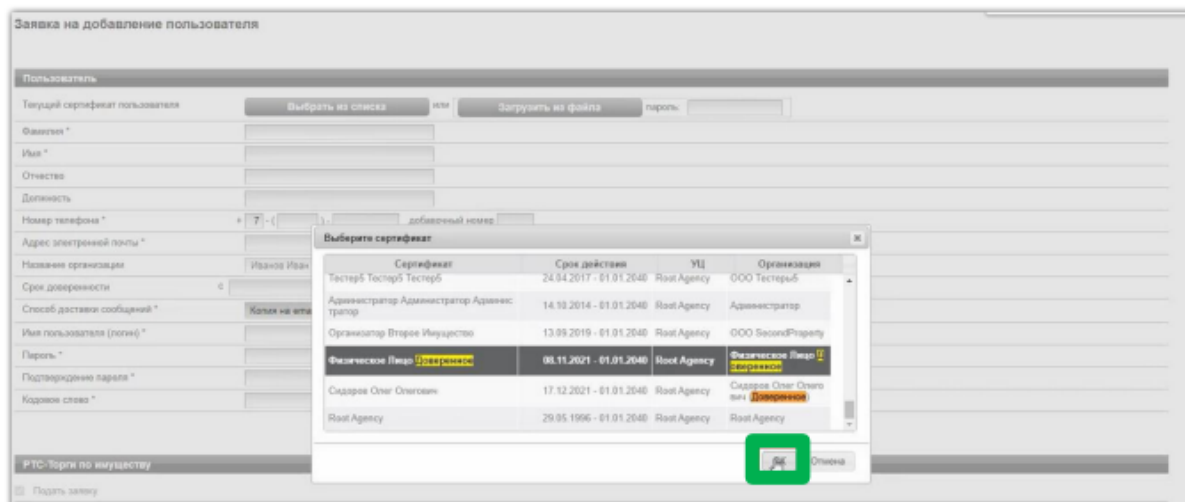 Заявка на добавление пользователя
Пользователь
Текущий сертификат пользователя Выбрать из списка или Загрузить из файла пароль:
Фамилия *
Имя *
Отчество
Должность
Номер телефона * + 7 - ( ) - добавочный номер
Адрес электронной почты *
Название организации Иванов Иван
Срок доверенности с
Способ доставки сообщений * Копия на ema
Имя пользователя (логин) *
Пароль *
Подтверждение пароля *
Кодовое слово *
РТС-Торги по имуществу
Подать заявку
Выберите сертификат
Сертификат Срок действия УЦ Организация
Тестер5 Тестер5 Тестер5 24.04.2017 - 01.01.2040 Root Agency ООО Тестеры5
Администратор Администратор Админис
тратор 14.10.2014 - 01.01.2040 Root Agency Администратор
Организатор Второе Имущество 13.09.2019 - 01.01.2040 Root Agency ООО SecondProperty
Физическое Лицо Доверенное 08.11.2021 - 01.01.2040 Root Agency Физическое Лицо Д
оверенное
Сидоров Олег Олегович 17.12.2021 - 01.01.2040 Root Agency Сидоров Олег Олего
вич (Доверенное)
Root Agency 29.05.1996 - 01.01.2040 Root Agency Root Agency
Отмена